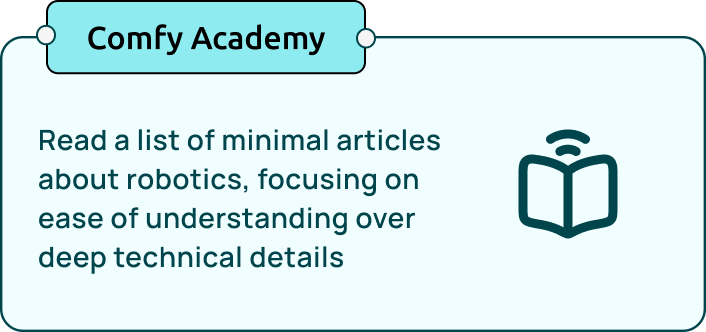 Comfy Academy
Read a list of minimal articles
about robotics, focusing on
ease of understanding over
deep technical details